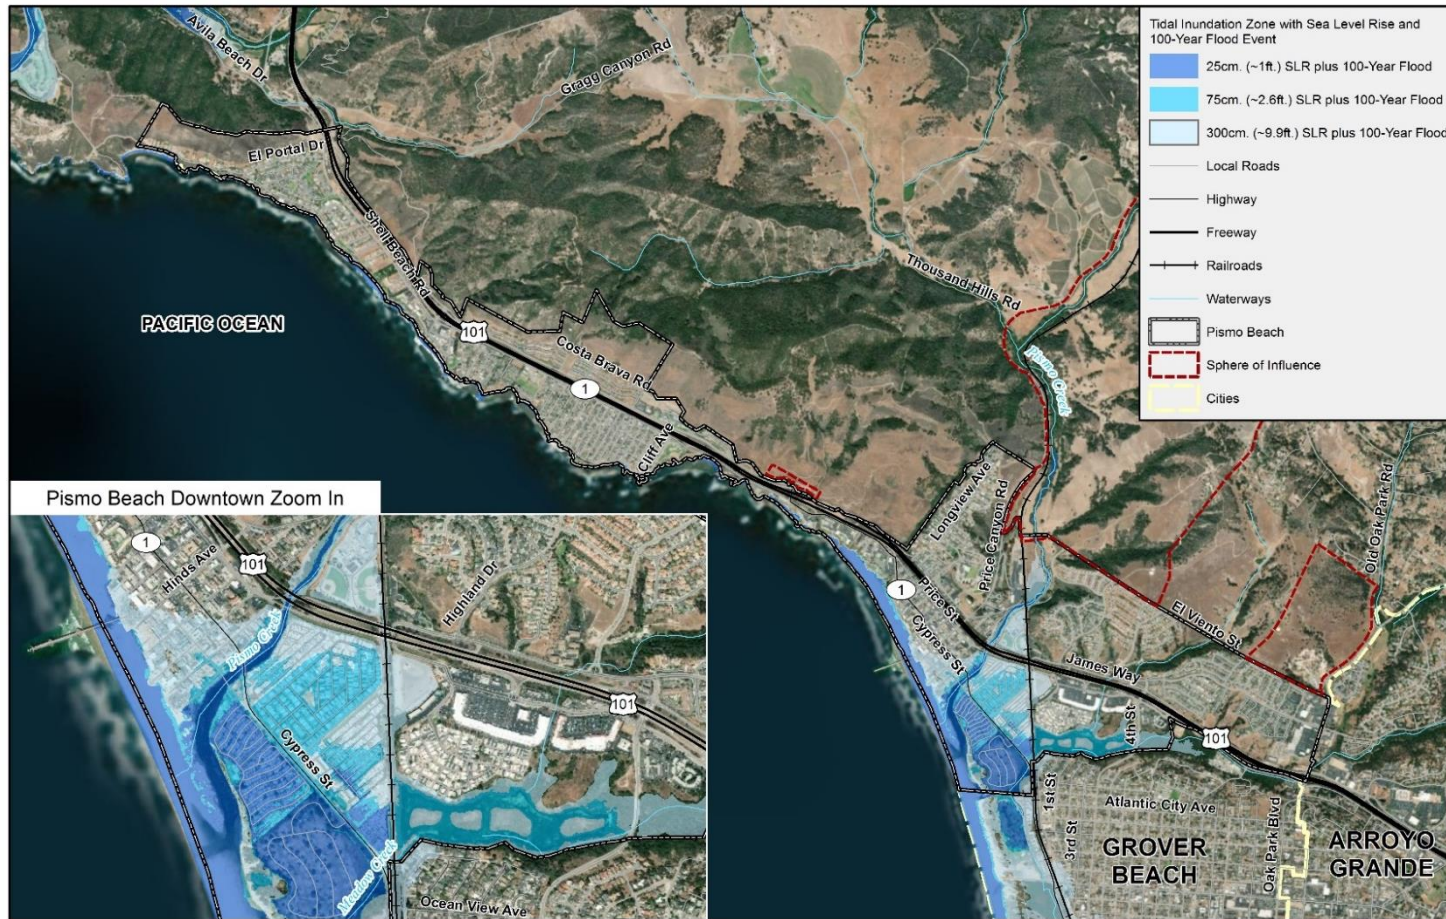 Tidal Inundation Zone with Sea Level Rise and
100-Year Flood Event
25cm. (~1ft.) SLR plus 100-Year Flood
75cm. (~2.6ft.) SLR plus 100-Year Flood
300cm. (~9.9ft.) SLR plus 100-Year Flood
Local Roads
Highway
Freeway
Railroads
Waterways
Pismo Beach
Sphere of Influence
Cities
Avila Beach Dr
Gragg Canyon Rd
El Portal Dr
Shell Beach Rd
Thousand Hills Rd
PACIFIC OCEAN
101
Costa Brava Rd
Pismo Creek
1
Cliff Ave
Longview Ave
Price Canyon Rd
Old Oak Park Rd
1
Price St
Cypress St
El Viento St
James Way
4th St
101
1st St
Atlantic City Ave
3rd St
GROVER
BEACH
Oak Park Blvd
ARROYO
GRANDE
Pismo Beach Downtown Zoom In
1
Hinds Ave
101
Highland Dr
Pismo Creek
101
Cypress St
Meadow Creek
Ocean View Ave